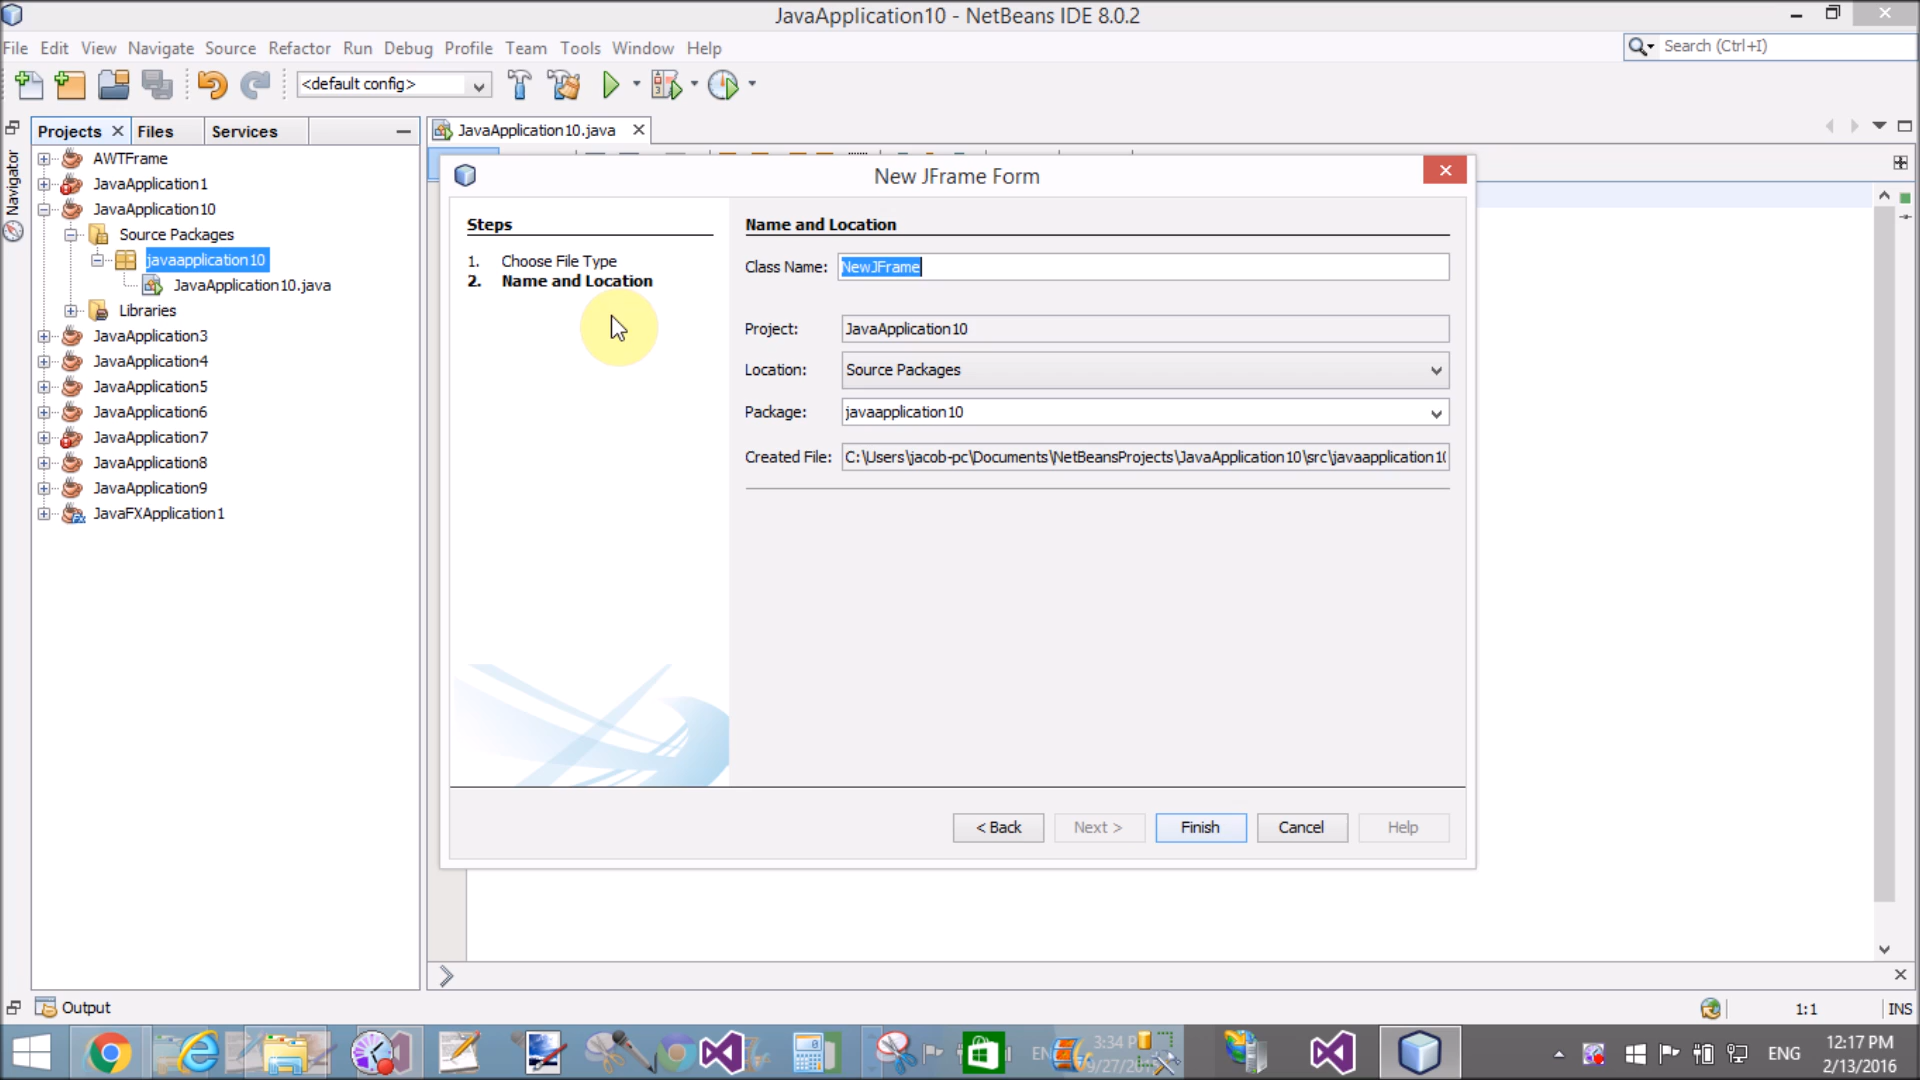 JavaApplication10 - NetBeans IDE 8.0.2
File Edit View Navigate Source Refactor Run Debug Profile Team Tools Window Help
Search (Ctrl+I)
<default config>
Projects Files Services
JavaApplication10.java
Navigator
AWTFrame
JavaApplication1
JavaApplication10
Source Packages
javaapplication10
JavaApplication10.java
Libraries
JavaApplication3
JavaApplication4
JavaApplication5
JavaApplication6
JavaApplication7
JavaApplication8
JavaApplication9
JavaFXApplication1
New JFrame Form
Steps
1. Choose File Type
2. Name and Location
Name and Location
Class Name: NewJFrame
Project: JavaApplication10
Location: Source Packages
Package: javaapplication10
Created File: C:\Users\jacob-pc\Documents\NetBeansProjects\JavaApplication10\src\javaapplication10
< Back Next > Finish Cancel Help
Output
1:1 INS
3:34 P
ENG
12:17 PM
2/13/2016